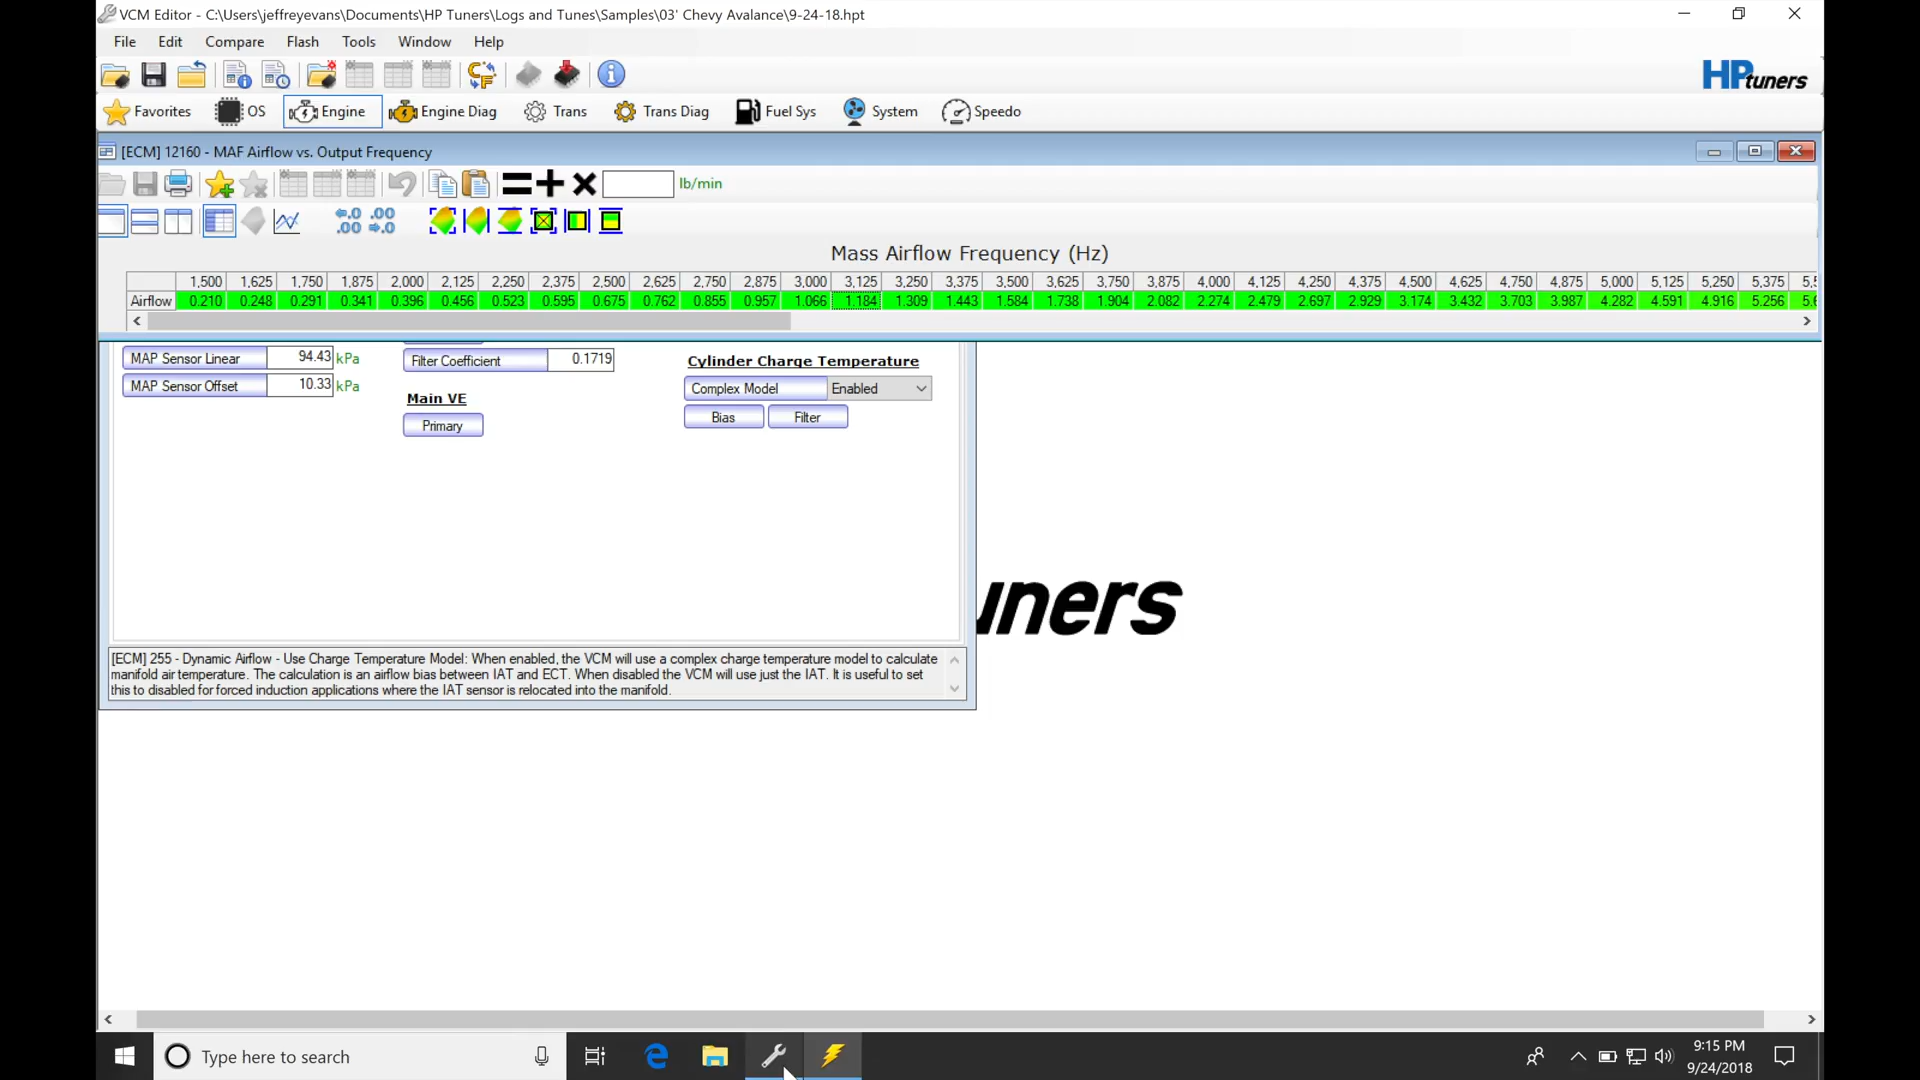 VCM Editor - C:\Users\jeffreyevans\Documents\HP Tuners\Logs and Tunes\Samples\03' Chevy Avalance\9-24-18.hpt
File Edit Compare Flash Tools Window Help
HPtuners
Favorites OS Engine Engine Diag Trans Trans Diag Fuel Sys System Speedo
[ECM] 12160 - MAF Airflow vs. Output Frequency
lb/min
Mass Airflow Frequency (Hz)
1,500 1,625 1,750 1,875 2,000 2,125 2,250 2,375 2,500 2,625 2,750 2,875 3,000 3,125 3,250 3,375 3,500 3,625 3,750 3,875 4,000 4,125 4,250 4,375 4,500 4,625 4,750 4,875 5,000 5,125 5,250 5,375
Airflow 0.210 0.248 0.291 0.341 0.396 0.456 0.523 0.595 0.675 0.762 0.855 0.957 1.066 1.184 1.309 1.443 1.584 1.738 1.904 2.082 2.274 2.479 2.697 2.929 3.174 3.432 3.703 3.987 4.282 4.591 4.916 5.256
MAP Sensor Linear 94.43 kPa Filter Coefficient 0.1719 Cylinder Charge Temperature
MAP Sensor Offset 10.33 kPa Main VE Complex Model Enabled
Primary Bias Filter
uners
[ECM] 255 - Dynamic Airflow - Use Charge Temperature Model: When enabled, the VCM will use a complex charge temperature model to calculate
manifold air temperature. The calculation is an airflow bias between IAT and ECT. When disabled the VCM will use just the IAT. It is useful to set
this to disabled for forced induction applications where the IAT sensor is relocated into the manifold.
Type here to search
9:15 PM
9/24/2018